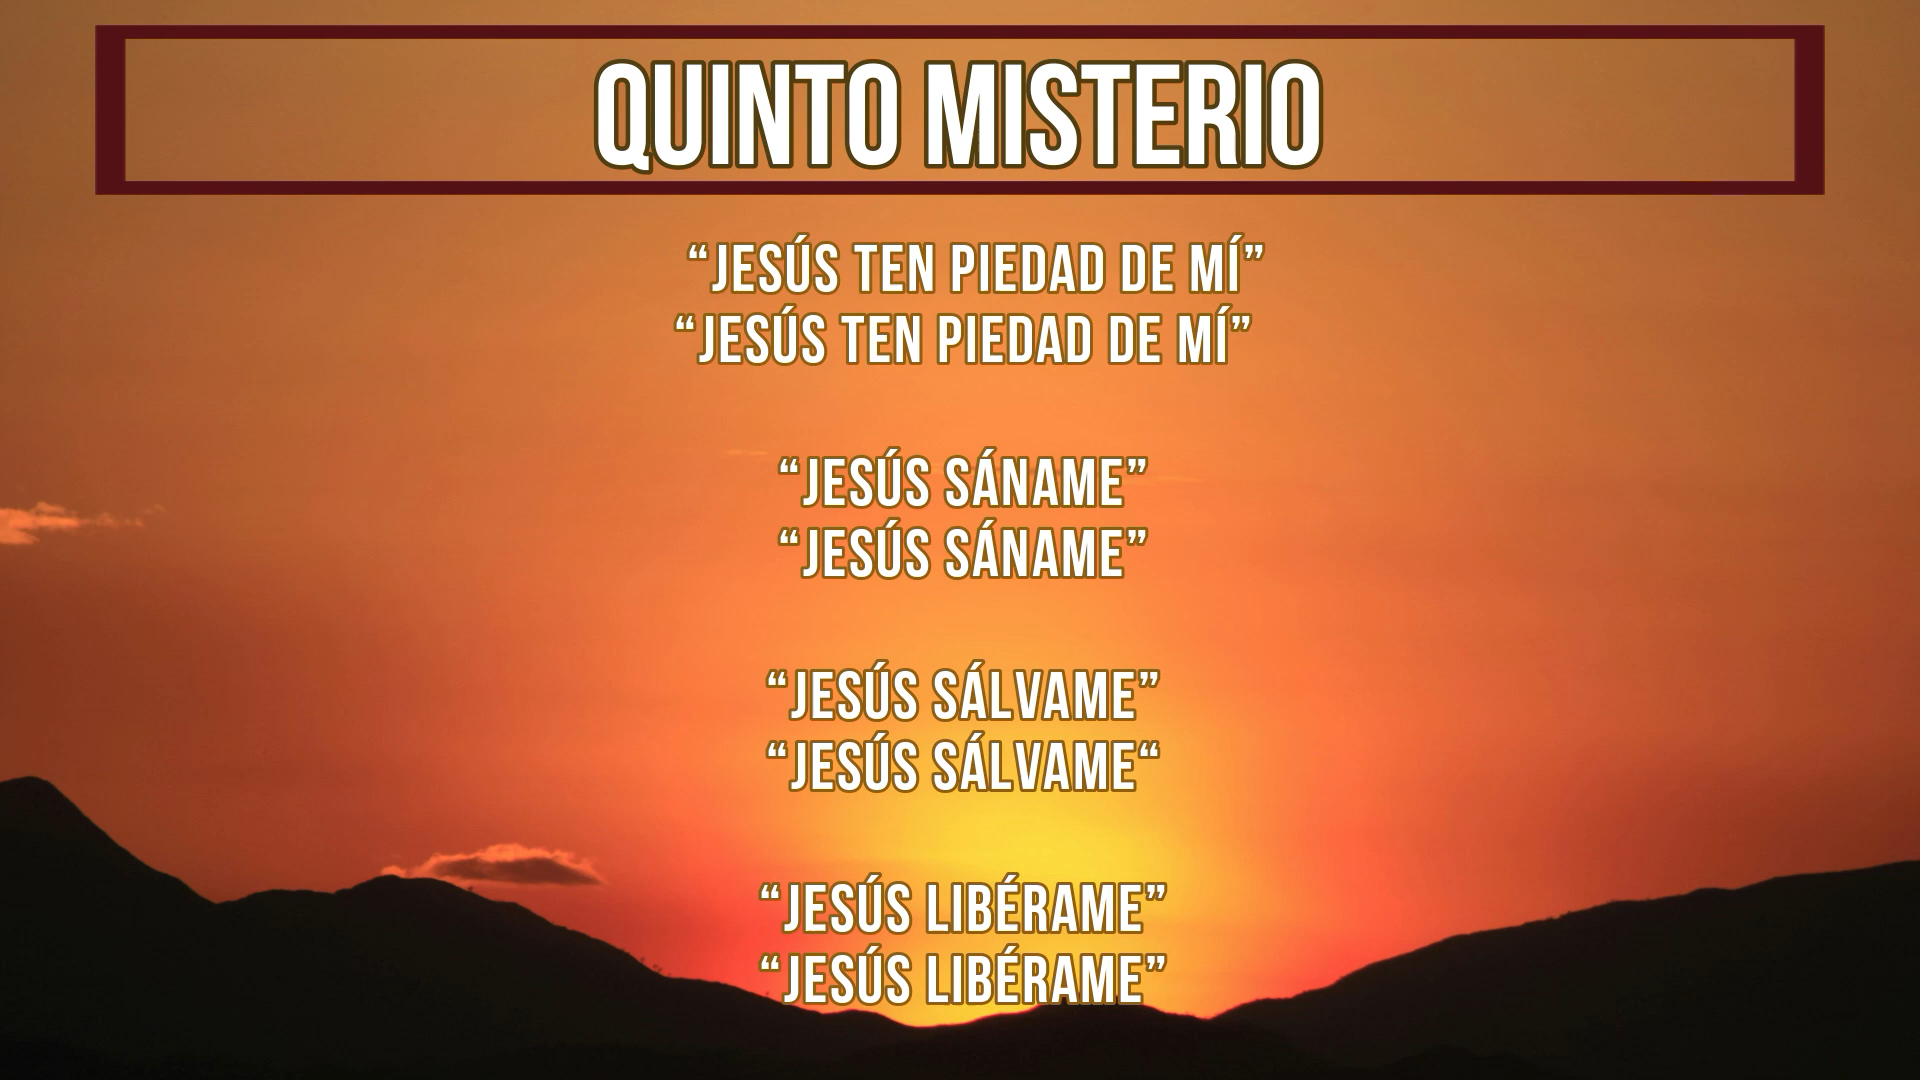 QUINTO MISTERIO
“JESÚS TEN PIEDAD DE MÍ”
“JESÚS TEN PIEDAD DE MÍ”
“JESÚS SÁNAME”
“JESÚS SÁNAME”
“JESÚS SÁLVAME”
“JESÚS SÁLVAME“
“JESÚS LIBÉRAME”
“JESÚS LIBÉRAME”